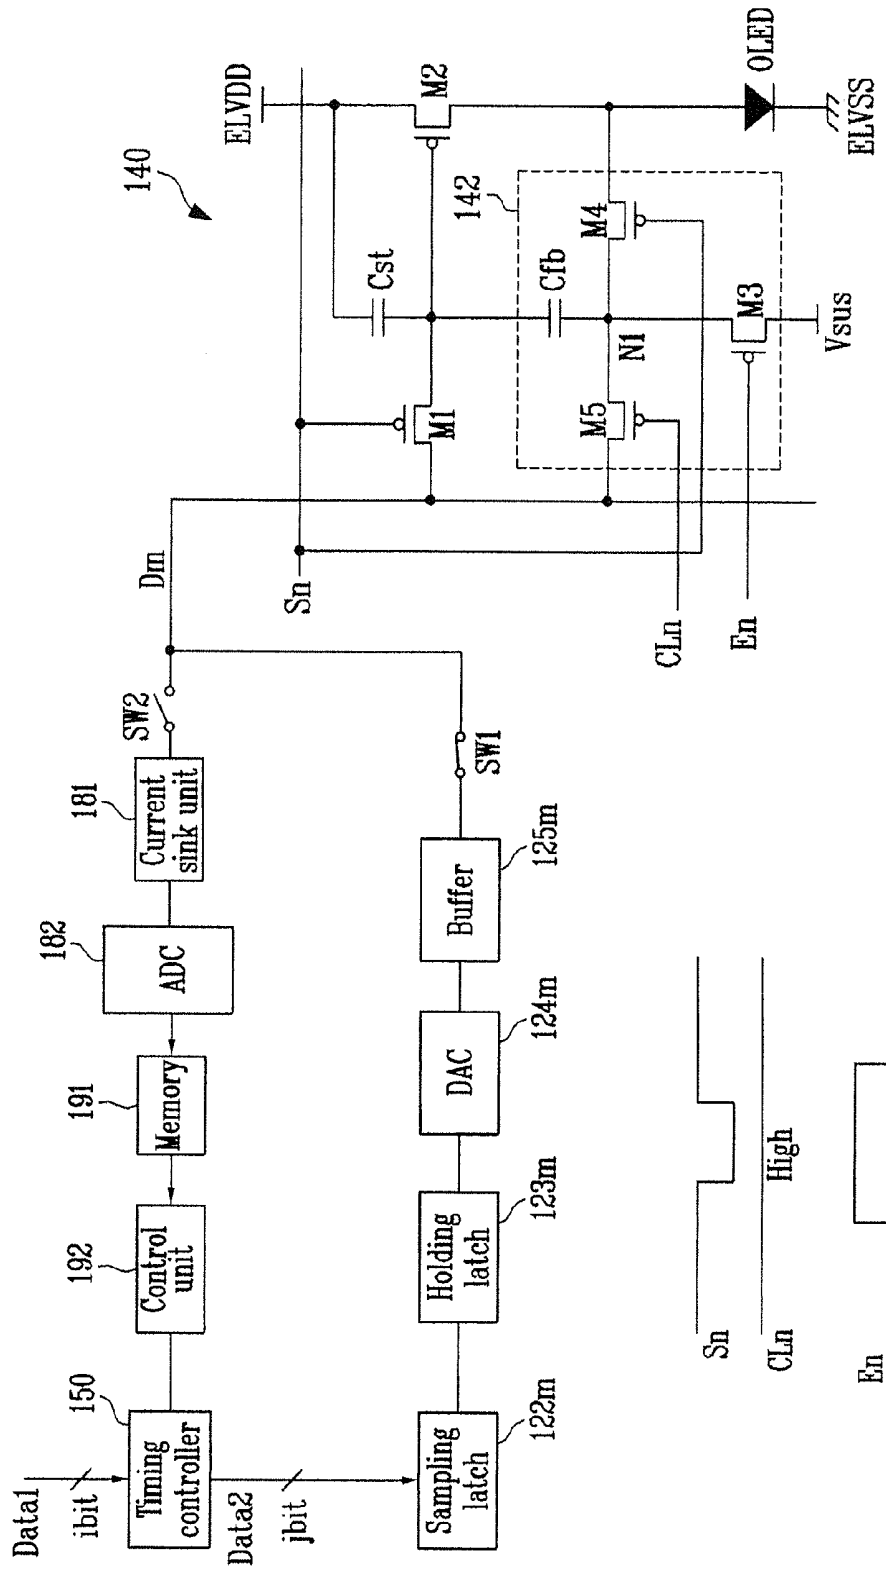 Data1
ibit
150
Timing
controller
Data2
jbit
192
Control
unit
191
Memory
182
ADC
181
Current
sink unit
SW2
Dm
Sampling
latch
122m
Holding
latch
123m
DAC
124m
Buffer
125m
SW1
140
ELVDD
Sn
Cst
M1
M2
142
Cfb
N1
M5
M4
M3
OLED
ELVSS
CLn
En
Vsus
Sn
CLn
High
En